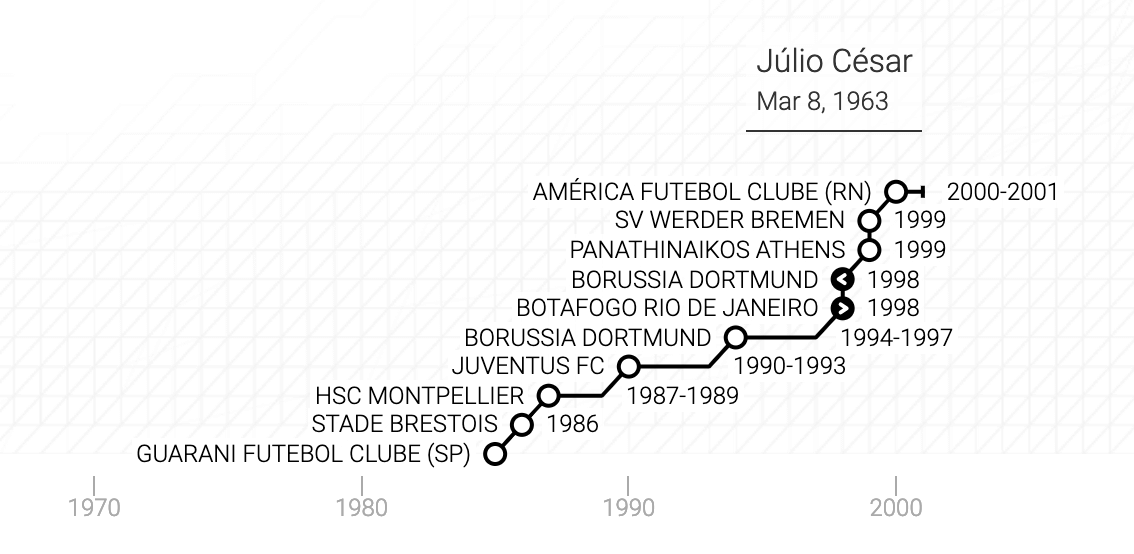 Júlio César
Mar 8, 1963
AMÉRICA FUTEBOL CLUBE (RN) 2000-2001
SV WERDER BREMEN 1999
PANATHINAIKOS ATHENS 1999
BORUSSIA DORTMUND 1998
BOTAFOGO RIO DE JANEIRO 1998
BORUSSIA DORTMUND 1994-1997
JUVENTUS FC 1990-1993
HSC MONTPELLIER 1987-1989
STADE BRESTOIS 1986
GUARANI FUTEBOL CLUBE (SP)
1970 1980 1990 2000